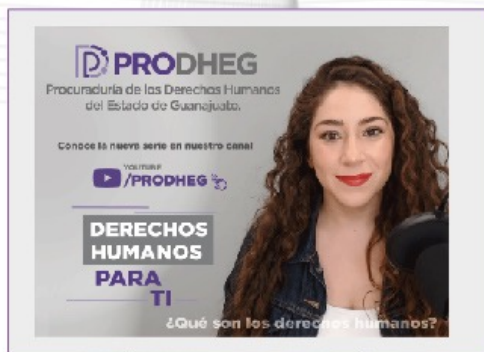 PRODHEG
Procuraduría de los Derechos Humanos
del Estado de Guanajuato.
Conoce la nueva serie en nuestro canal
YOUTUBE
/PRODHEG
DERECHOS
HUMANOS
PARA
TI
¿Qué son los derechos humanos?